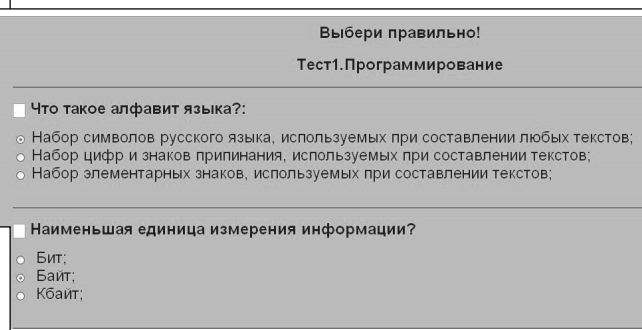 Выбери правильно!
Тест1.Программирование
Что такое алфавит языка?:
Набор символов русского языка, используемых при составлении любых текстов;
Набор цифр и знаков припинания, используемых при составлении текстов;
Набор элементарных знаков, используемых при составлении текстов;
Наименьшая единица измерения информации?
Бит;
Байт;
Кбайт;